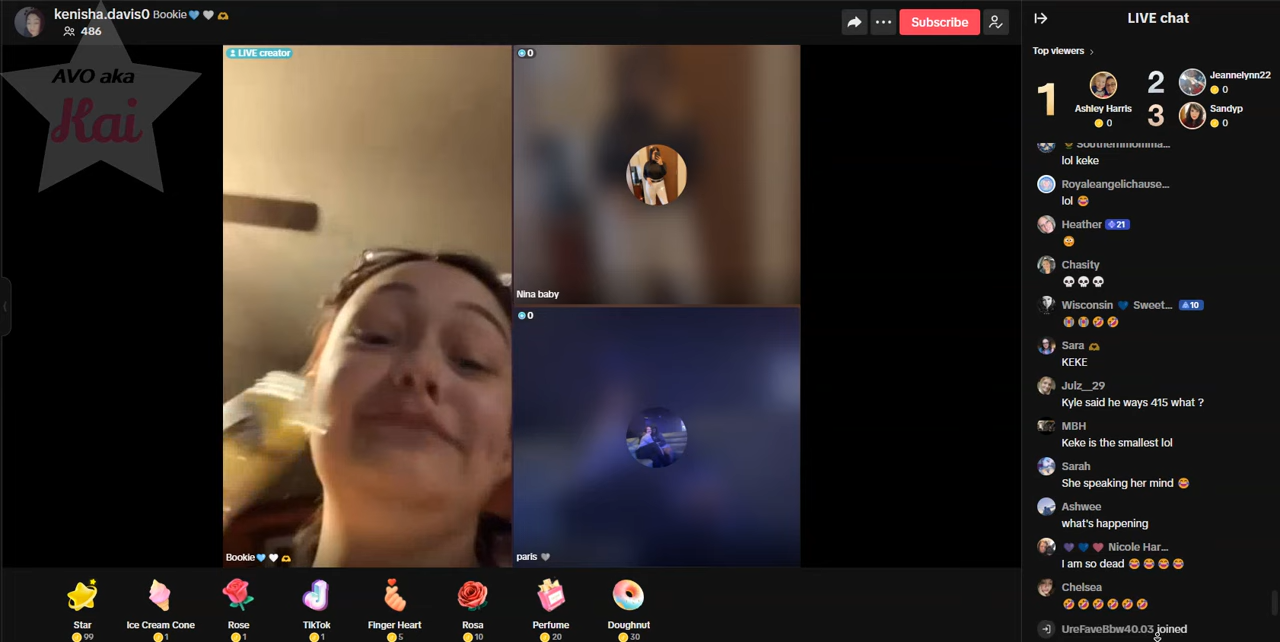 kenisha.davis0 Bookie💙🤍🫶
486
AVO aka
Kai
Subscribe
LIVE creator
0
Nina baby
0
paris 🩶
Bookie💙🤍🫶
Star
99
Ice Cream Cone
1
Rose
1
TikTok
1
Finger Heart
5
Rosa
10
Perfume
20
Doughnut
30
LIVE chat
Top viewers >
1
Ashley Harris
0
2
Jeannelynn22
0
3
Sandyp
0
Southernmomma...
lol keke
Royaleangelichause...
lol 😂
Heather 21
😳
Chasity
💀💀💀
Wisconsin 💙 Sweet... 10
😭😭🤣🤣
Sara 🫶
KEKE
Julz__29
Kyle said he ways 415 what ?
MBH
Keke is the smallest lol
Sarah
She speaking her mind 😂
Ashwee
what's happening
💜💙❤️ Nicole Har...
I am so dead 😂😂😂😂
Chelsea
🤣🤣🤣🤣🤣🤣
UreFaveBbw40.03 joined